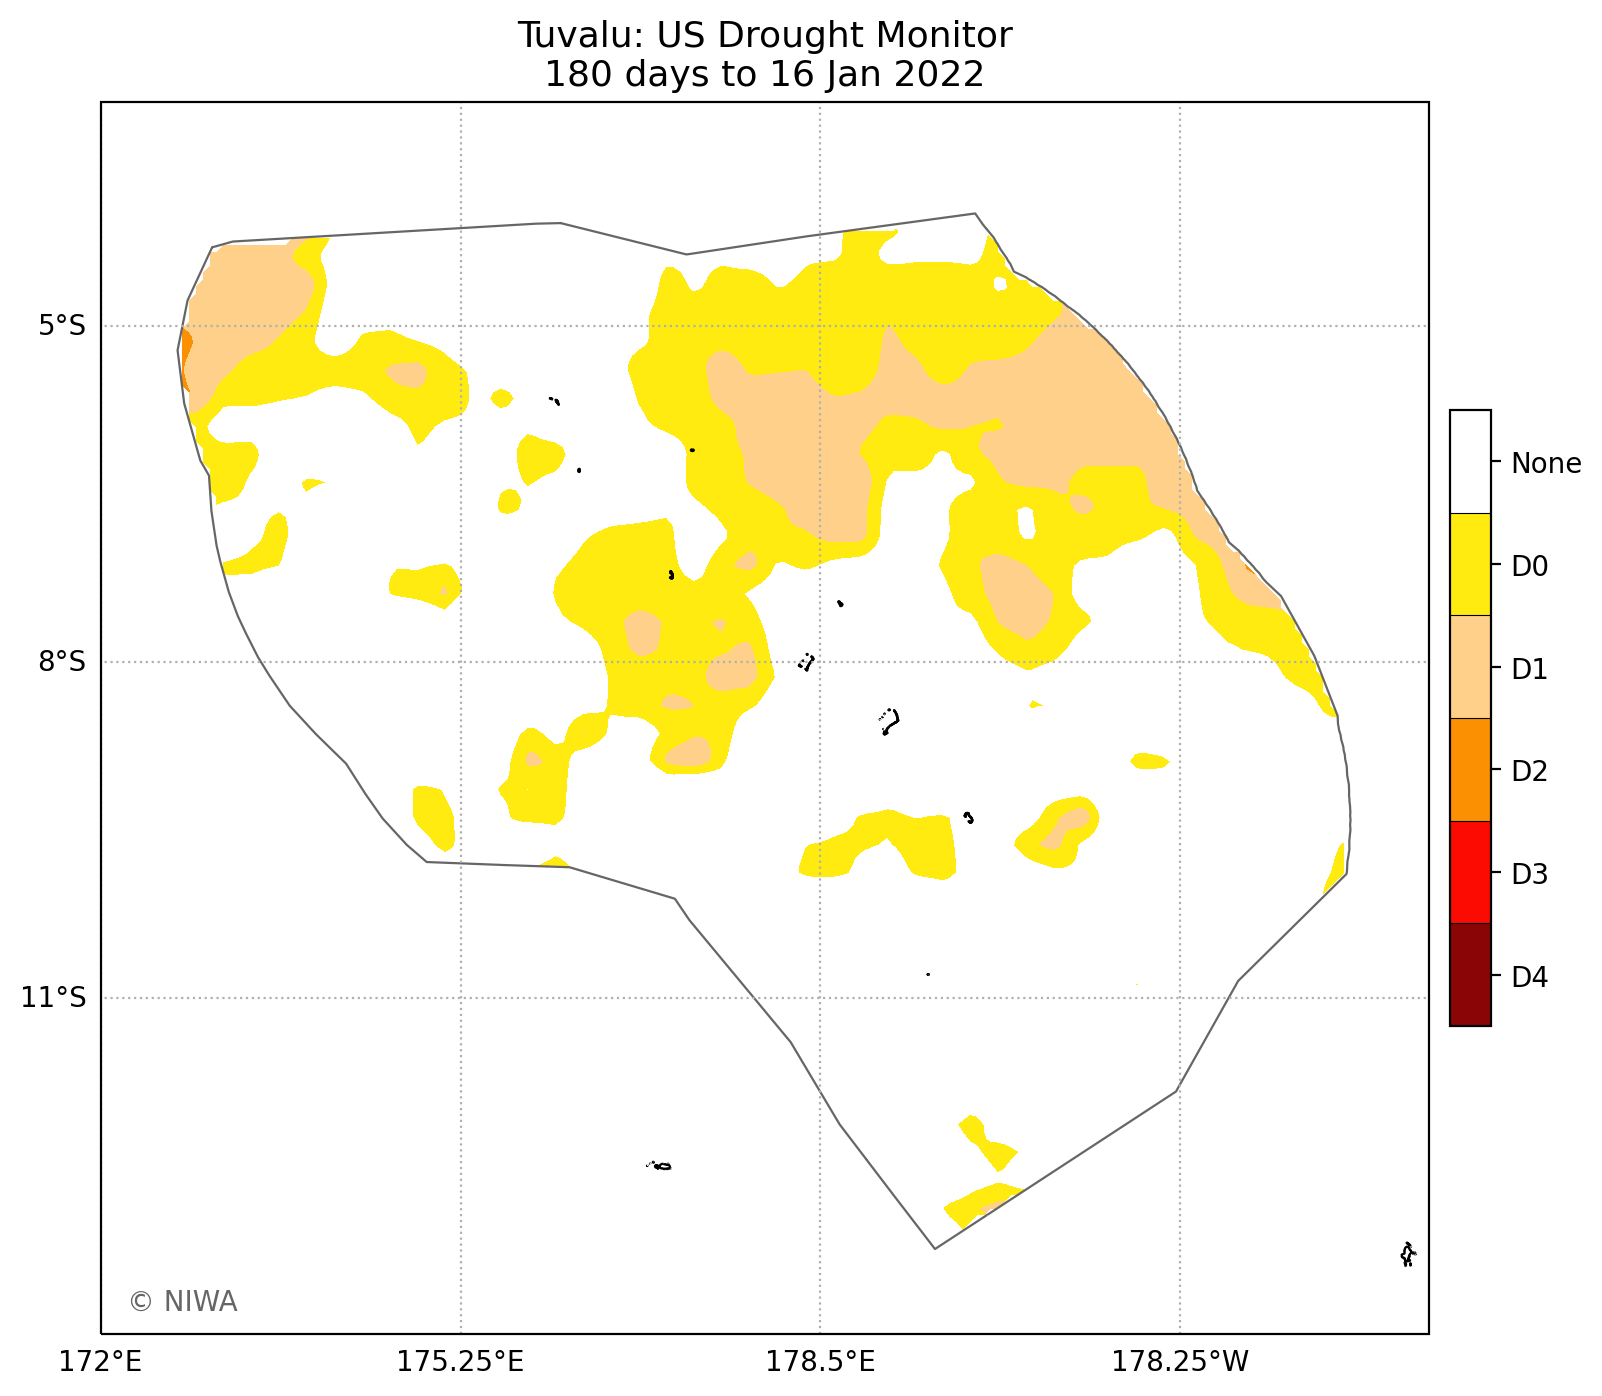 Tuvalu: US Drought Monitor
180 days to 16 Jan 2022
5°S
8°S
11°S
172°E
175.25°E
178.5°E
178.25°W
None
D0
D1
D2
D3
D4
© NIWA